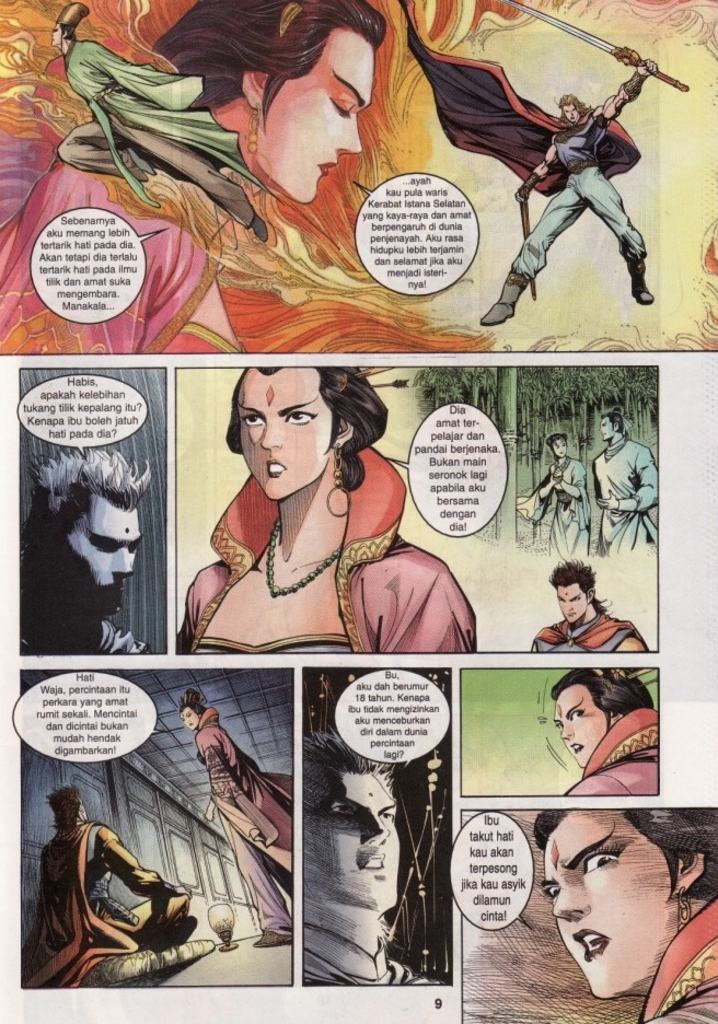 Sebenarnya
aku memang lebih
tertarik hati pada dia.
Akan tetapi dia terlalu
tertarik hati pada ilmu
tilik dan amat suka
mengembara.
Manakala...
...ayah
kau pula waris
Kerabat Istana Selatan
yang kaya-raya dan amat
berpengaruh di dunia
penjenayah. Aku rasa
hidupku lebih terjamin
dan selamat jika aku
menjadi isteri-
nya!
Habis,
apakah kelebihan
tukang tilik kepalang itu?
Kenapa ibu boleh jatuh
hati pada dia?
Dia
amat ter-
pelajar dan
pandai berjenaka.
Bukan main
seronok lagi
apabila aku
bersama
dengan
dia!
Hati
Waja, percintaan itu
perkara yang amat
rumit sekali. Mencintai
dan dicintai bukan
mudah hendak
digambarkan!
Bu,
aku dah berumur
18 tahun. Kenapa
ibu tidak mengizinkan
aku menceburkan
diri dalam dunia
percintaan
lagi?
Ibu
takut hati
kau akan
terpesong
jika kau asyik
dilamun
cinta!
9